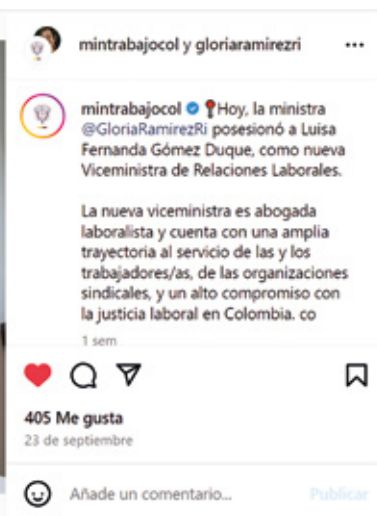 mintrabajocol y gloriaramirezri
mintrabajocol Hoy, la ministra
@GloriaRamirezRi posesionó a Luisa
Fernanda Gómez Duque, como nueva
Viceministra de Relaciones Laborales.
La nueva viceministra es abogada
laboralista y cuenta con una amplia
trayectoria al servicio de las y los
trabajadores/as, de las organizaciones
sindicales, y un alto compromiso con
la justicia laboral en Colombia. co
1 sem
405 Me gusta
23 de septiembre
Añade un comentario... Publicar